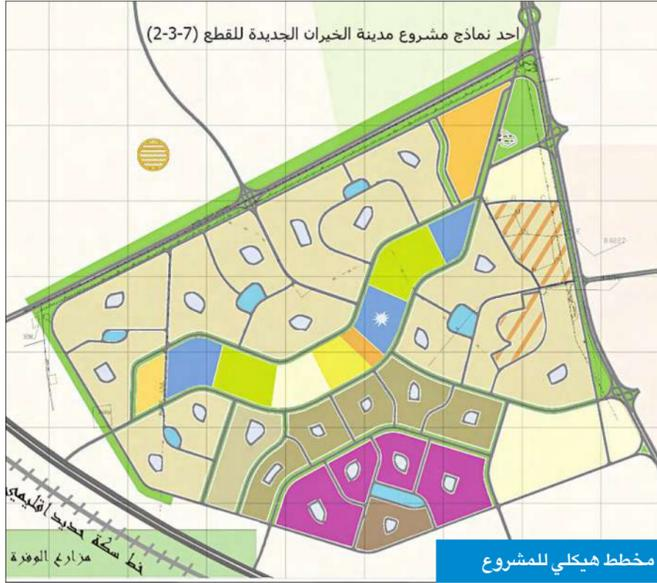 احد نماذج مشروع مدينة الخيران الجديدة للقطع (7-3-2)
خط سكة حديد اقليمي
مزارع الوفرة
مخطط هيكلي للمشروع